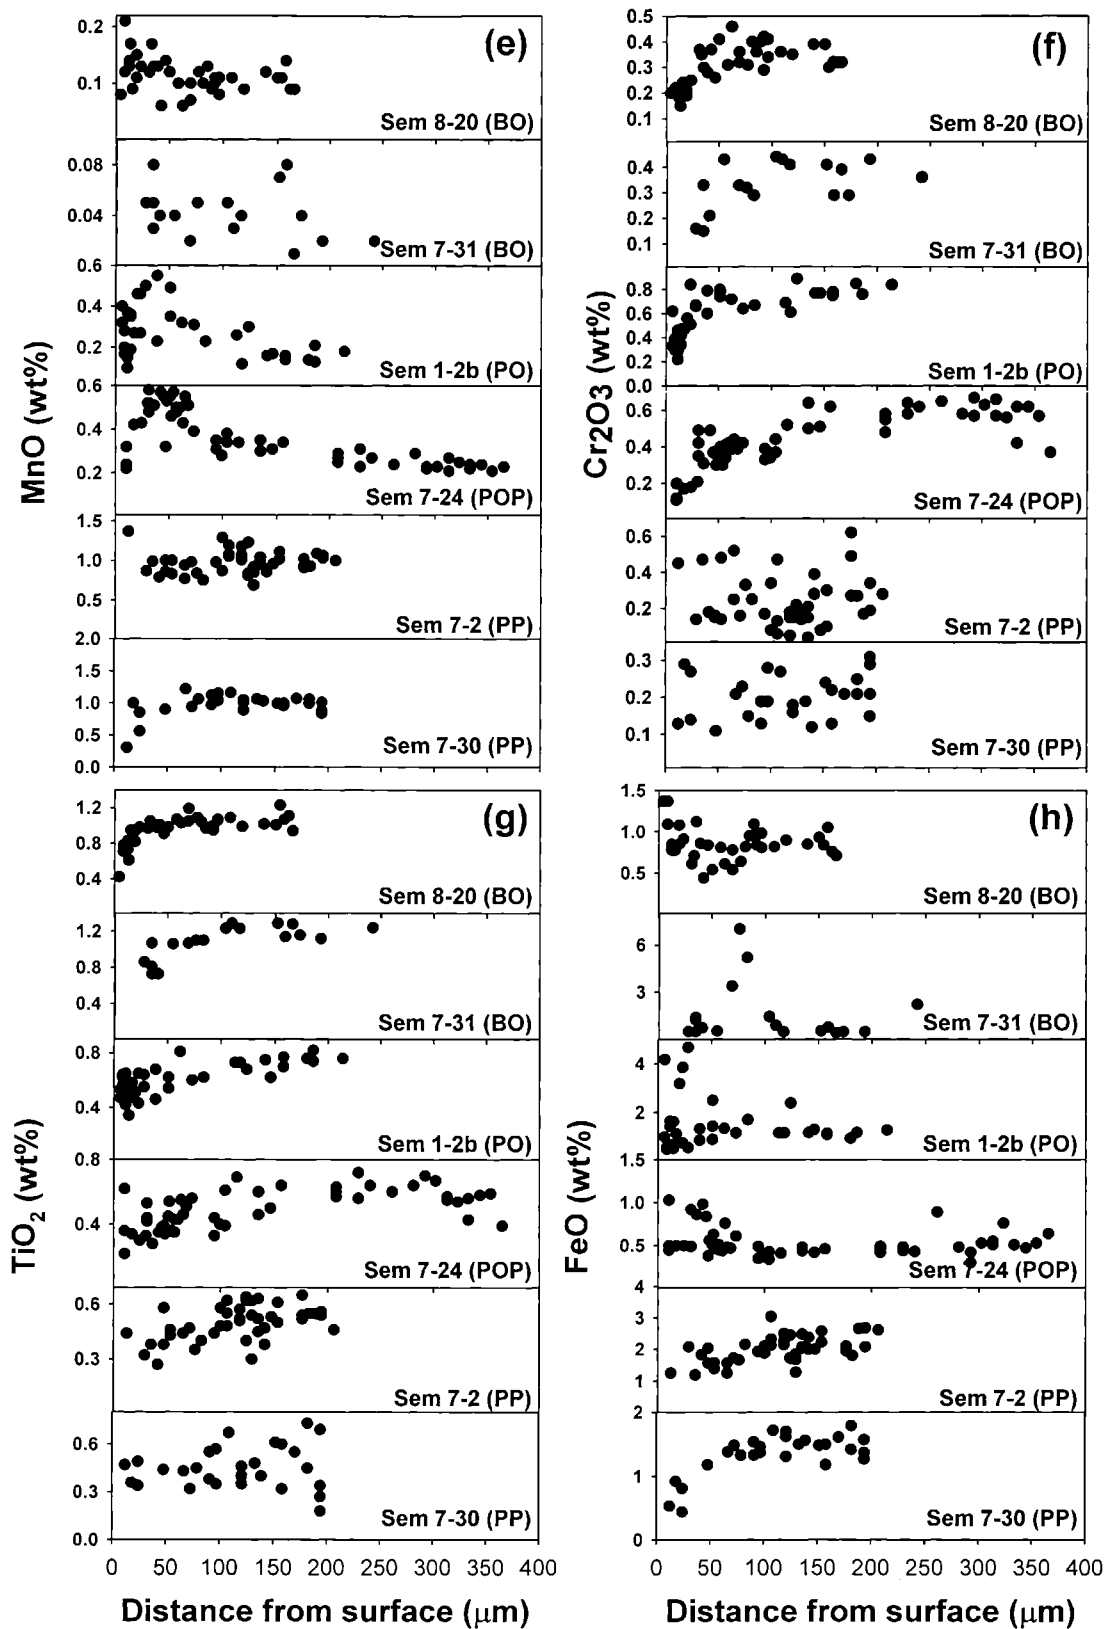 (e)
0.2
0.1
Sem 8-20 (BO)
0.08
0.04
Sem 7-31 (BO)
0.6
0.4
0.2
Sem 1-2b (PO)
0.6
0.4
0.2
Sem 7-24 (POP)
1.5
1.0
0.5
Sem 7-2 (PP)
2.0
1.5
1.0
0.5
0.0
Sem 7-30 (PP)
MnO (wt%)
(f)
0.5
0.4
0.3
0.2
0.1
Sem 8-20 (BO)
0.4
0.3
0.2
0.1
Sem 7-31 (BO)
0.8
0.6
0.4
0.2
0.0
Sem 1-2b (PO)
0.6
0.4
0.2
Sem 7-24 (POP)
0.6
0.4
0.2
Sem 7-2 (PP)
0.3
0.2
0.1
Sem 7-30 (PP)
Cr2O3 (wt%)
(g)
1.2
0.8
0.4
Sem 8-20 (BO)
1.2
0.8
0.4
Sem 7-31 (BO)
0.8
0.4
Sem 1-2b (PO)
0.8
0.4
Sem 7-24 (POP)
0.6
0.3
Sem 7-2 (PP)
0.6
0.3
0.0
Sem 7-30 (PP)
TiO2 (wt%)
0 50 100 150 200 250 300 350 400
Distance from surface (µm)
(h)
1.5
1.0
0.5
Sem 8-20 (BO)
6
3
Sem 7-31 (BO)
4
2
Sem 1-2b (PO)
1.5
1.0
0.5
Sem 7-24 (POP)
4
3
2
1
Sem 7-2 (PP)
2
1
0
Sem 7-30 (PP)
FeO (wt%)
0 50 100 150 200 250 300 350 400
Distance from surface (µm)